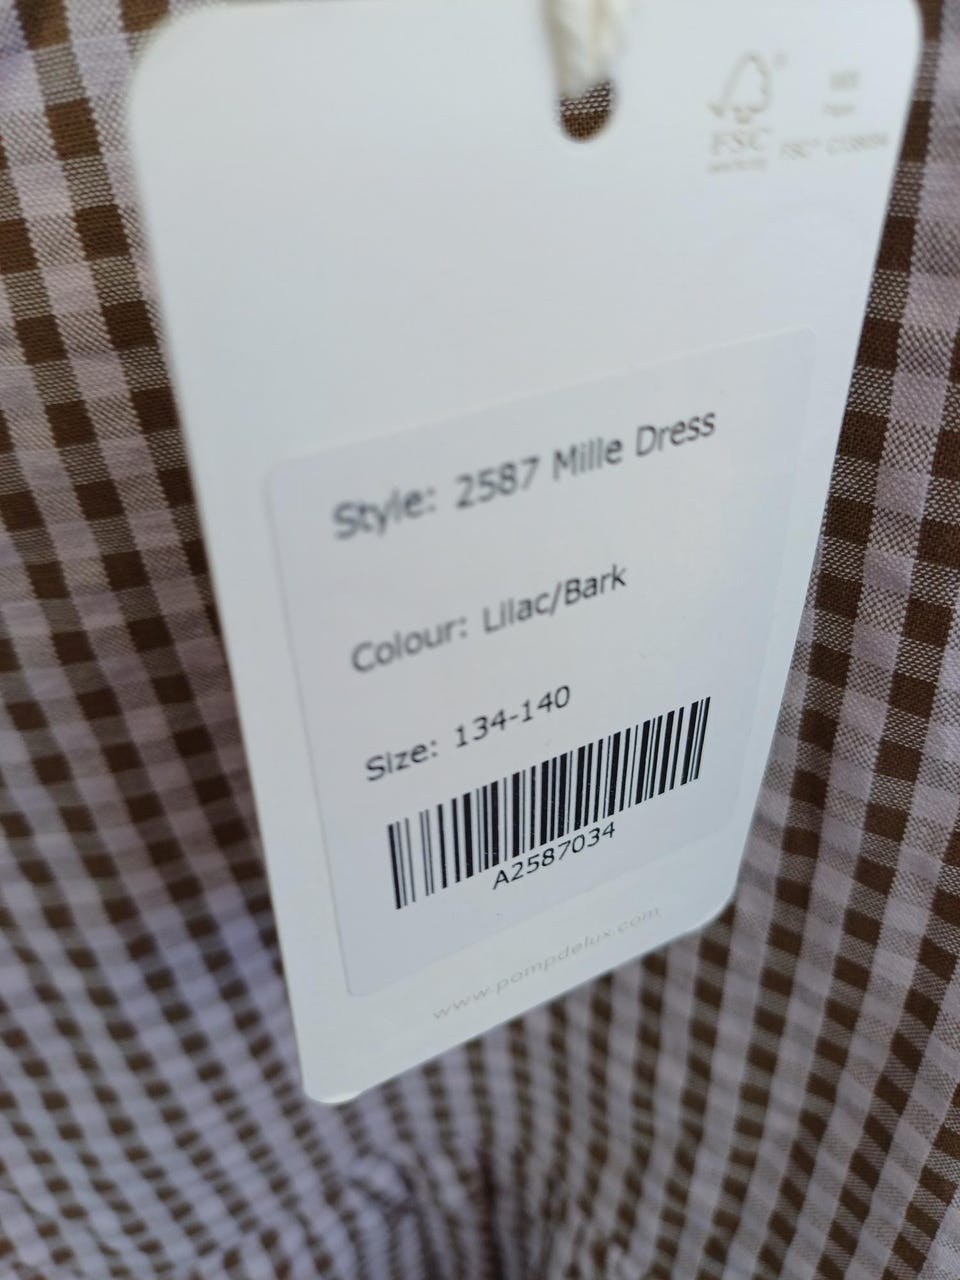 FSC
Style: 2587 Mille Dress
Colour: Lilac/Bark
Size: 134-140
A2587034
www.pompdelux.com